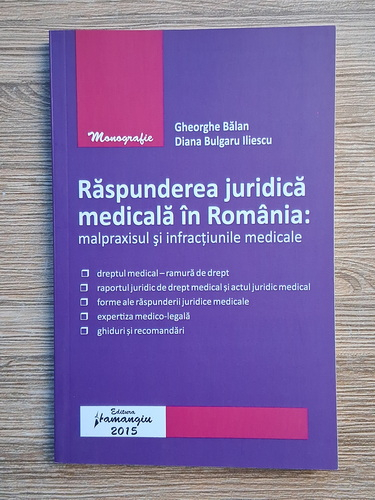 Monografie
Gheorghe Bălan
Diana Bulgaru Iliescu
Răspunderea juridică
medicală în România:
malpraxisul și infracțiunile medicale
dreptul medical – ramură de drept
raportul juridic de drept medical și actul juridic medical
forme ale răspunderii juridice medicale
expertiza medico-legală
ghiduri și recomandări
Editura
Hamangiu
2015